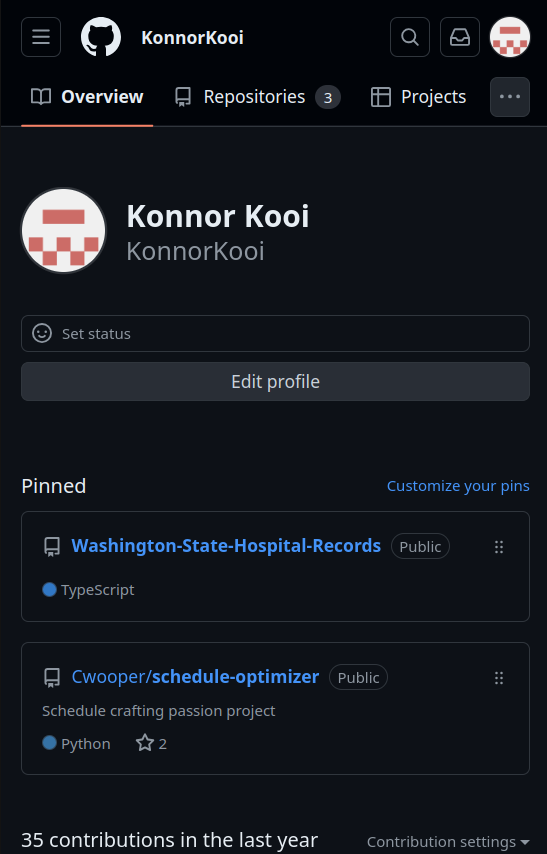 KonnorKooi
Overview Repositories 3 Projects
Konnor Kooi
KonnorKooi
Set status
Edit profile
Pinned Customize your pins
Washington-State-Hospital-Records Public
TypeScript
Cwooper/schedule-optimizer Public
Schedule crafting passion project
Python 2
35 contributions in the last year Contribution settings